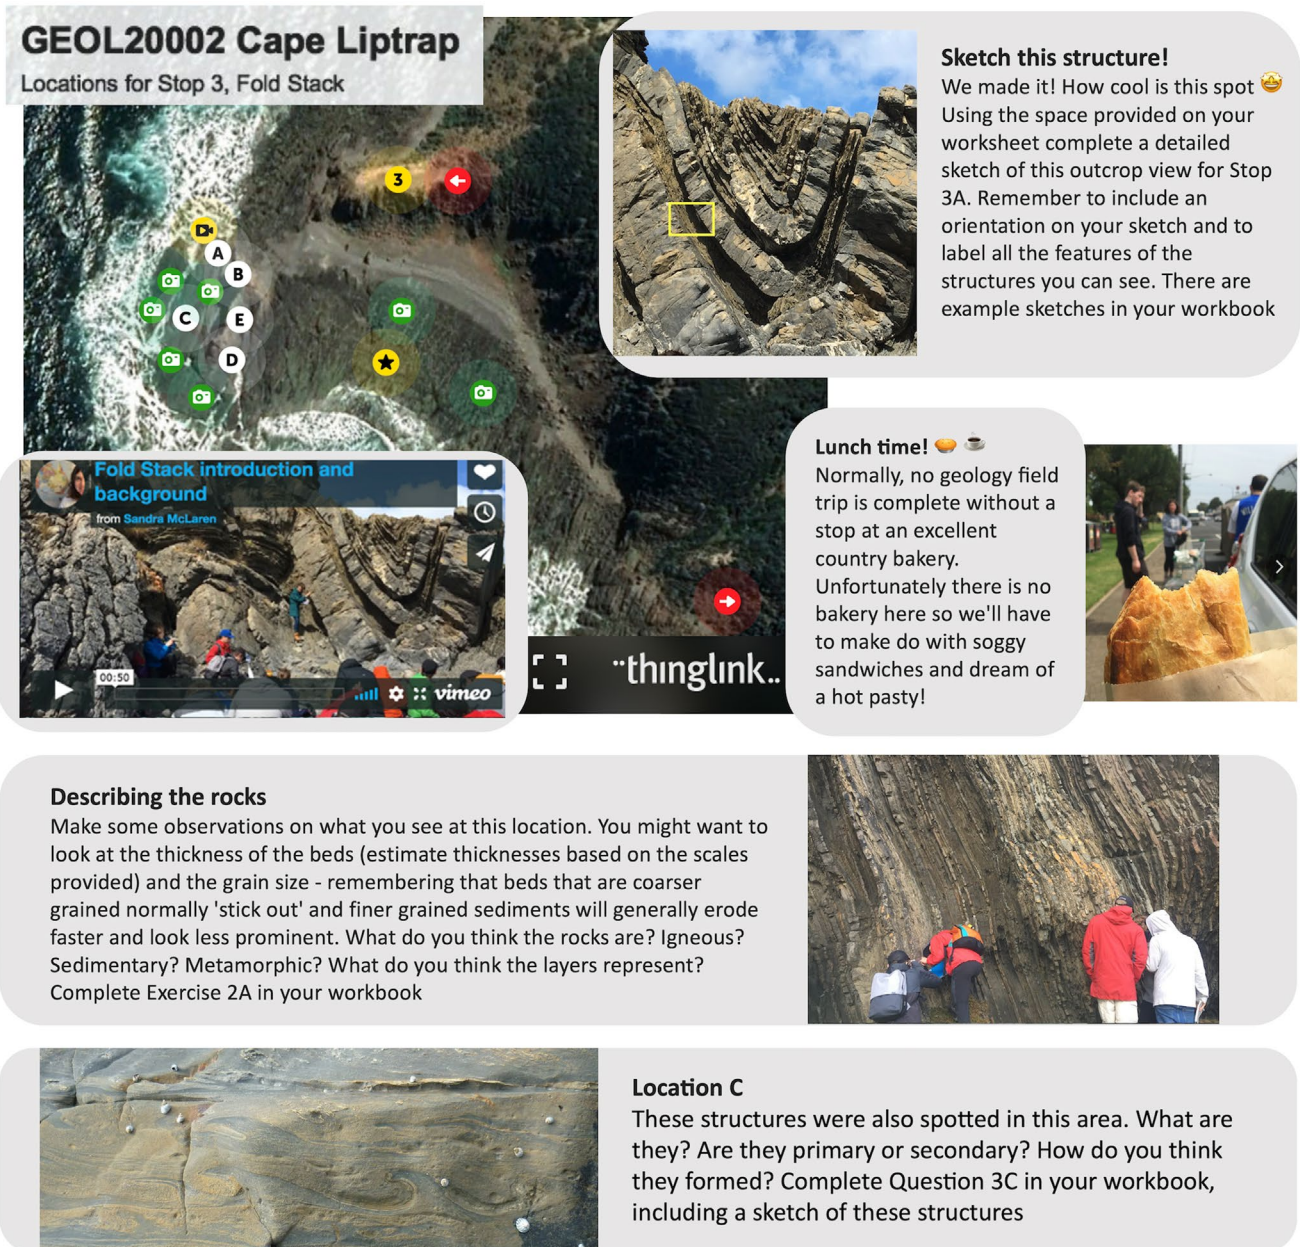 GEOL20002 Cape Liptrap
Locations for Stop 3, Fold Stack
3
A
B
C
E
D
Sketch this structure!
We made it! How cool is this spot 🤩
Using the space provided on your
worksheet complete a detailed
sketch of this outcrop view for Stop
3A. Remember to include an
orientation on your sketch and to
label all the features of the
structures you can see. There are
example sketches in your workbook
Fold Stack introduction and
background
from Sandra McLaren
00:50
vimeo
¨thinglink..
Lunch time! 🥧 ☕
Normally, no geology field
trip is complete without a
stop at an excellent
country bakery.
Unfortunately there is no
bakery here so we'll have
to make do with soggy
sandwiches and dream of
a hot pasty!
Describing the rocks
Make some observations on what you see at this location. You might want to
look at the thickness of the beds (estimate thicknesses based on the scales
provided) and the grain size - remembering that beds that are coarser
grained normally 'stick out' and finer grained sediments will generally erode
faster and look less prominent. What do you think the rocks are? Igneous?
Sedimentary? Metamorphic? What do you think the layers represent?
Complete Exercise 2A in your workbook
Location C
These structures were also spotted in this area. What are
they? Are they primary or secondary? How do you think
they formed? Complete Question 3C in your workbook,
including a sketch of these structures